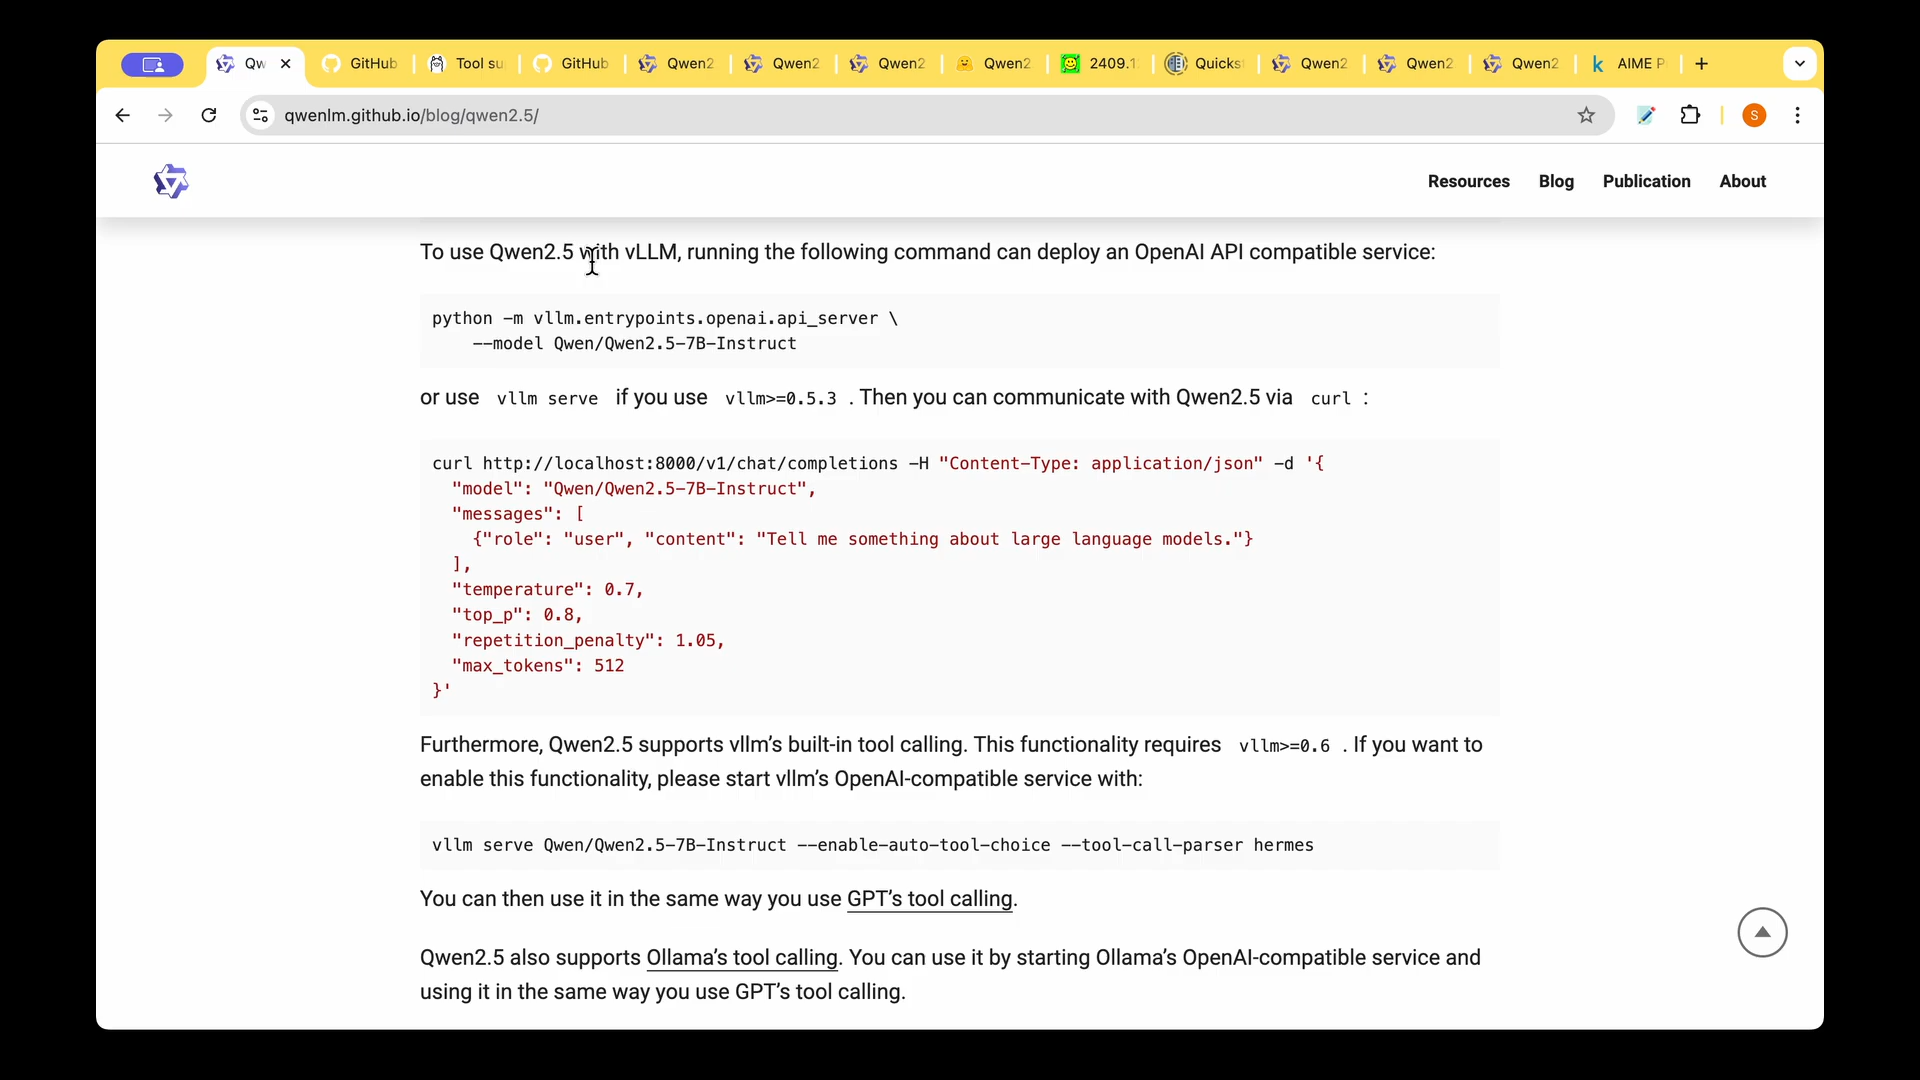 Qw
GitHub
Tool su
GitHub
Qwen2
Qwen2
Qwen2
Qwen2
2409.1
Quicks
Qwen2
Qwen2
Qwen2
AIME P
qwenlm.github.io/blog/qwen2.5/
S
Resources
Blog
Publication
About
To use Qwen2.5 with vLLM, running the following command can deploy an OpenAI API compatible service:
python -m vllm.entrypoints.openai.api_server \
    --model Qwen/Qwen2.5-7B-Instruct
or use vllm serve if you use vllm>=0.5.3 . Then you can communicate with Qwen2.5 via curl :
curl http://localhost:8000/v1/chat/completions -H "Content-Type: application/json" -d '{
  "model": "Qwen/Qwen2.5-7B-Instruct",
  "messages": [
    {"role": "user", "content": "Tell me something about large language models."}
  ],
  "temperature": 0.7,
  "top_p": 0.8,
  "repetition_penalty": 1.05,
  "max_tokens": 512
}'
Furthermore, Qwen2.5 supports vllm’s built-in tool calling. This functionality requires vllm>=0.6 . If you want to
enable this functionality, please start vllm’s OpenAI-compatible service with:
vllm serve Qwen/Qwen2.5-7B-Instruct --enable-auto-tool-choice --tool-call-parser hermes
You can then use it in the same way you use GPT’s tool calling.
Qwen2.5 also supports Ollama’s tool calling. You can use it by starting Ollama’s OpenAI-compatible service and
using it in the same way you use GPT’s tool calling.